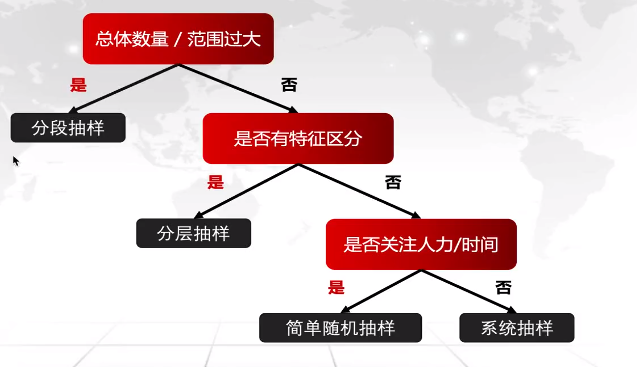 总体数量 / 范围过大
是
否
分段抽样
是否有特征区分
是
否
分层抽样
是否关注人力/时间
是
否
简单随机抽样
系统抽样